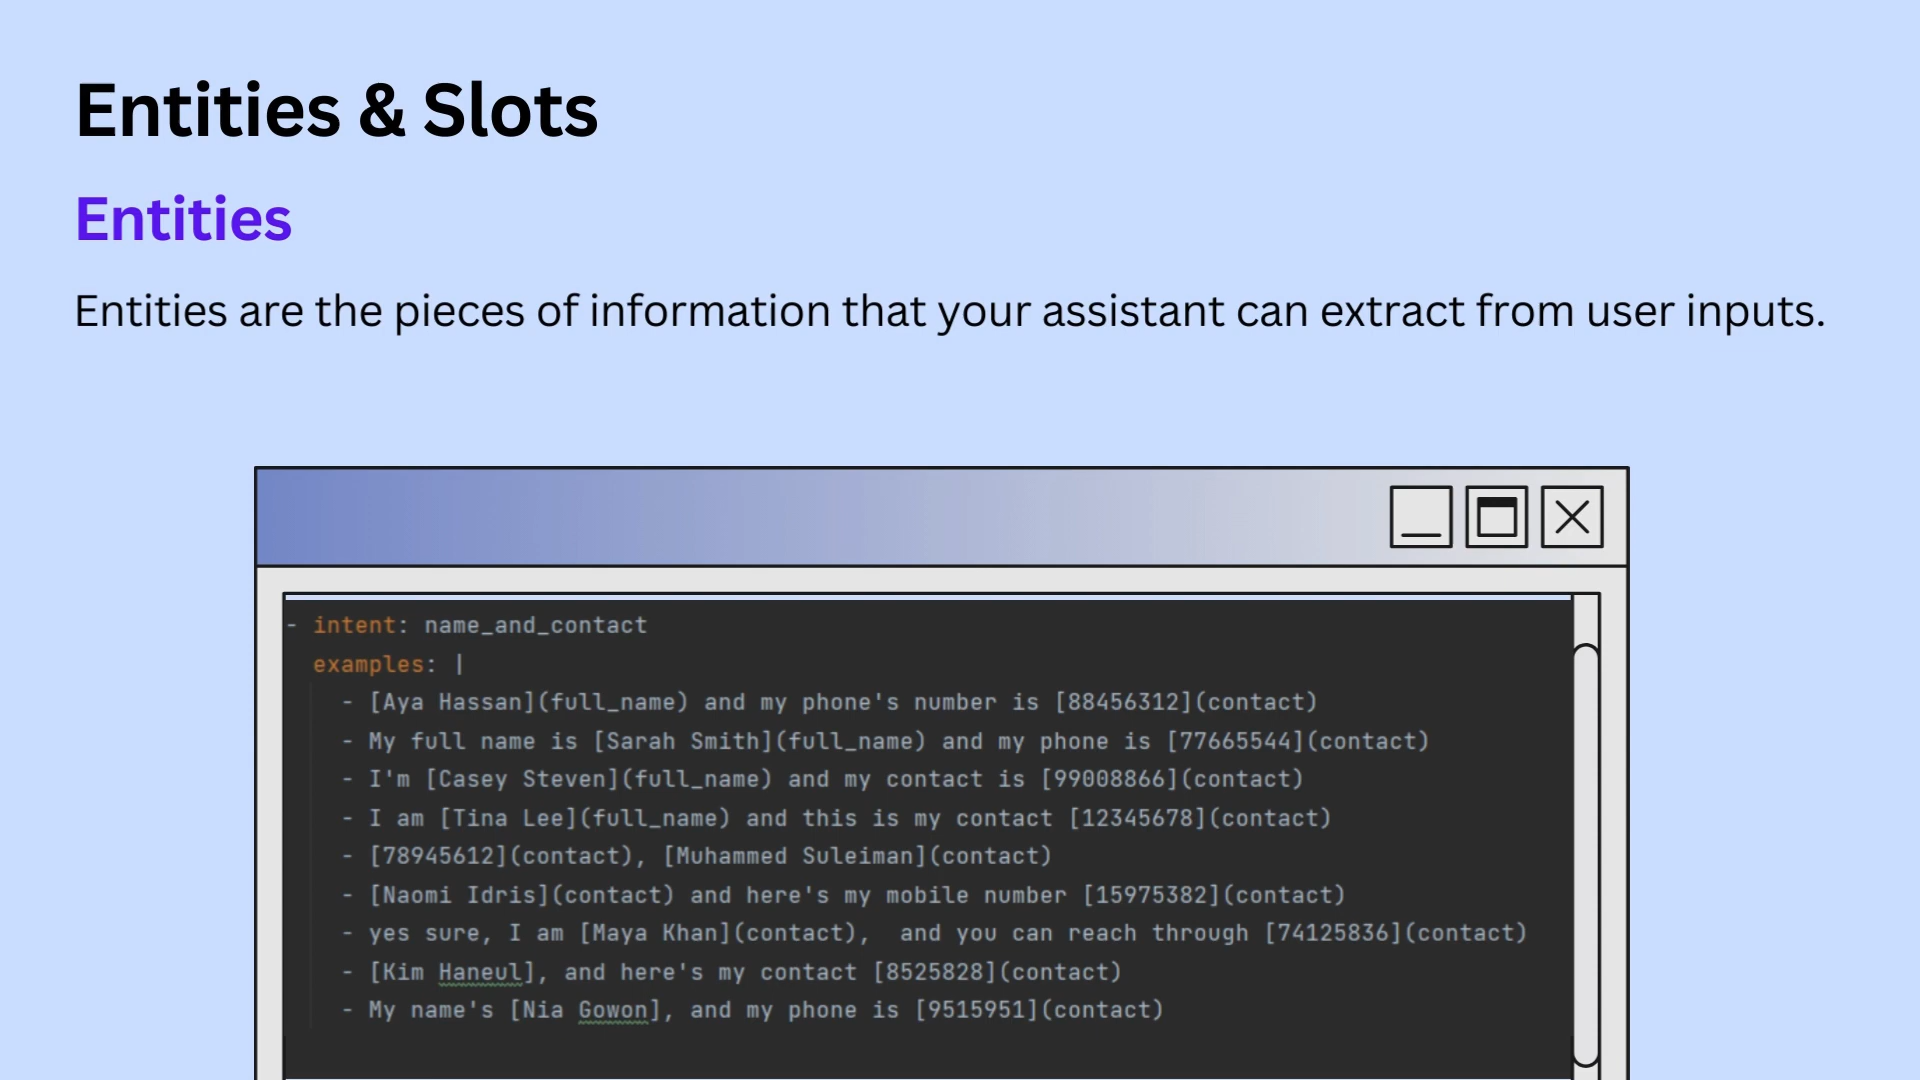 Entities & Slots
Entities
Entities are the pieces of information that your assistant can extract from user inputs.
- intent: name_and_contact
examples: |
- [Aya Hassan](full_name) and my phone's number is [88456312](contact)
- My full name is [Sarah Smith](full_name) and my phone is [77665544](contact)
- I'm [Casey Steven](full_name) and my contact is [99008866](contact)
- I am [Tina Lee](full_name) and this is my contact [12345678](contact)
- [78945612](contact), [Muhammed Suleiman](contact)
- [Naomi Idris](contact) and here's my mobile number [15975382](contact)
- yes sure, I am [Maya Khan](contact),  and you can reach through [74125836](contact)
- [Kim Haneul], and here's my contact [8525828](contact)
- My name's [Nia Gowon], and my phone is [9515951](contact)